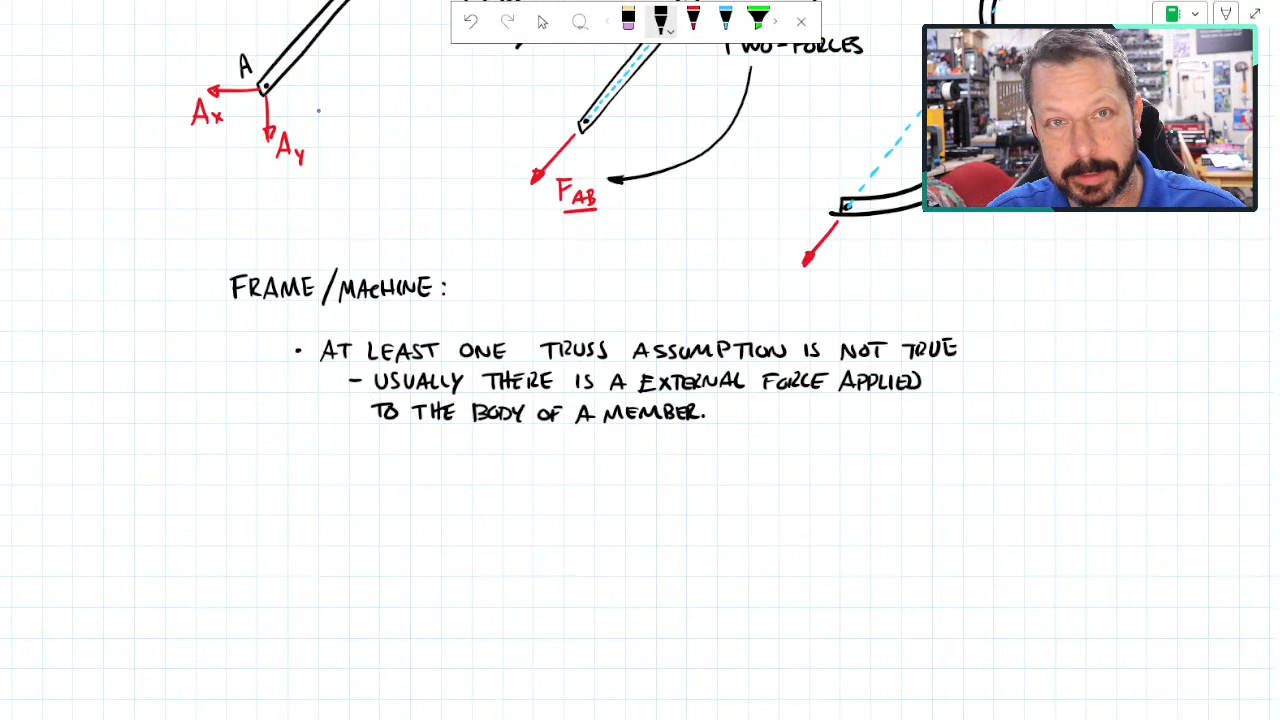 A
Ax
Ay
TWO-FORCES
FAB
FRAME/MACHINE:
• AT LEAST ONE TRUSS ASSUMPTION IS NOT TRUE
- USUALLY THERE IS A EXTERNAL FORCE APPLIED
TO THE BODY OF A MEMBER.